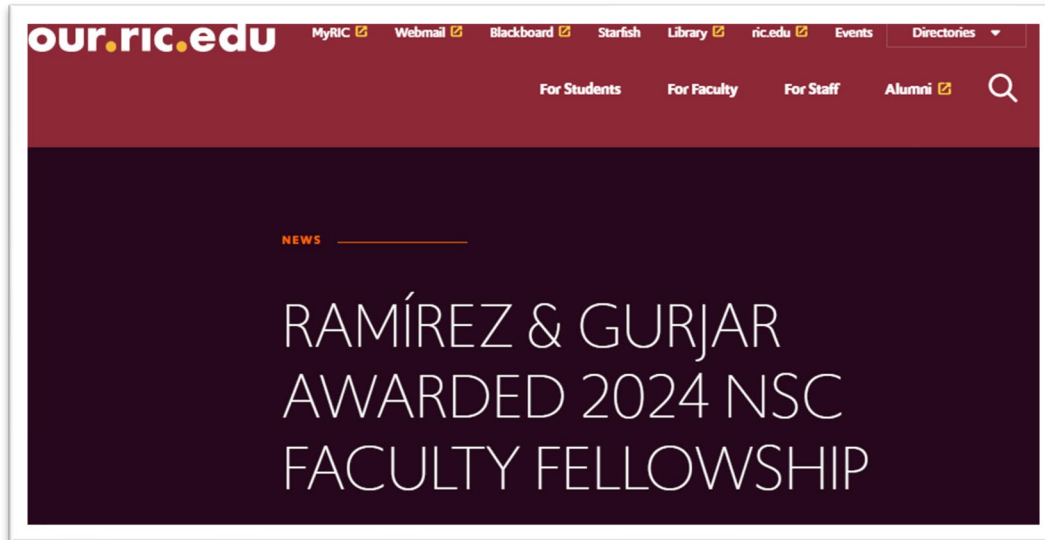 our.ric.edu
MyRIC Webmail Blackboard Starfish Library ric.edu Events Directories
For Students For Faculty For Staff Alumni
NEWS
RAMÍREZ & GURJAR
AWARDED 2024 NSC
FACULTY FELLOWSHIP